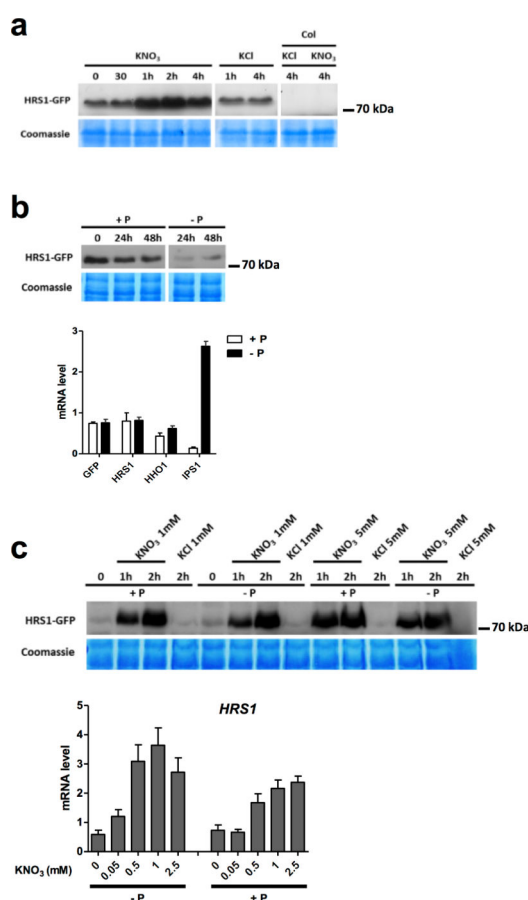 a
Col
KNO3 KCl KCl KNO3
0 30 1h 2h 4h 1h 4h 4h 4h
HRS1-GFP
70 kDa
Coomassie
b
+ P - P
0 24h 48h 24h 48h
HRS1-GFP
70 kDa
Coomassie
+ P
- P
mRNA level
3
2
1
0
GFP HRS1 HHO1 IPS1
c
KNO3 1mM KCl 1mM KNO3 1mM KCl 1mM KNO3 5mM KCl 5mM KNO3 5mM KCl 5mM
0 1h 2h 2h 0 1h 2h 2h 1h 2h 2h 1h 2h 2h
+ P - P + P - P
HRS1-GFP
70 kDa
Coomassie
HRS1
mRNA level
5
4
3
2
1
0
KNO3 (mM) 0 0.05 0.5 1 2.5 0 0.05 0.5 1 2.5
- P + P